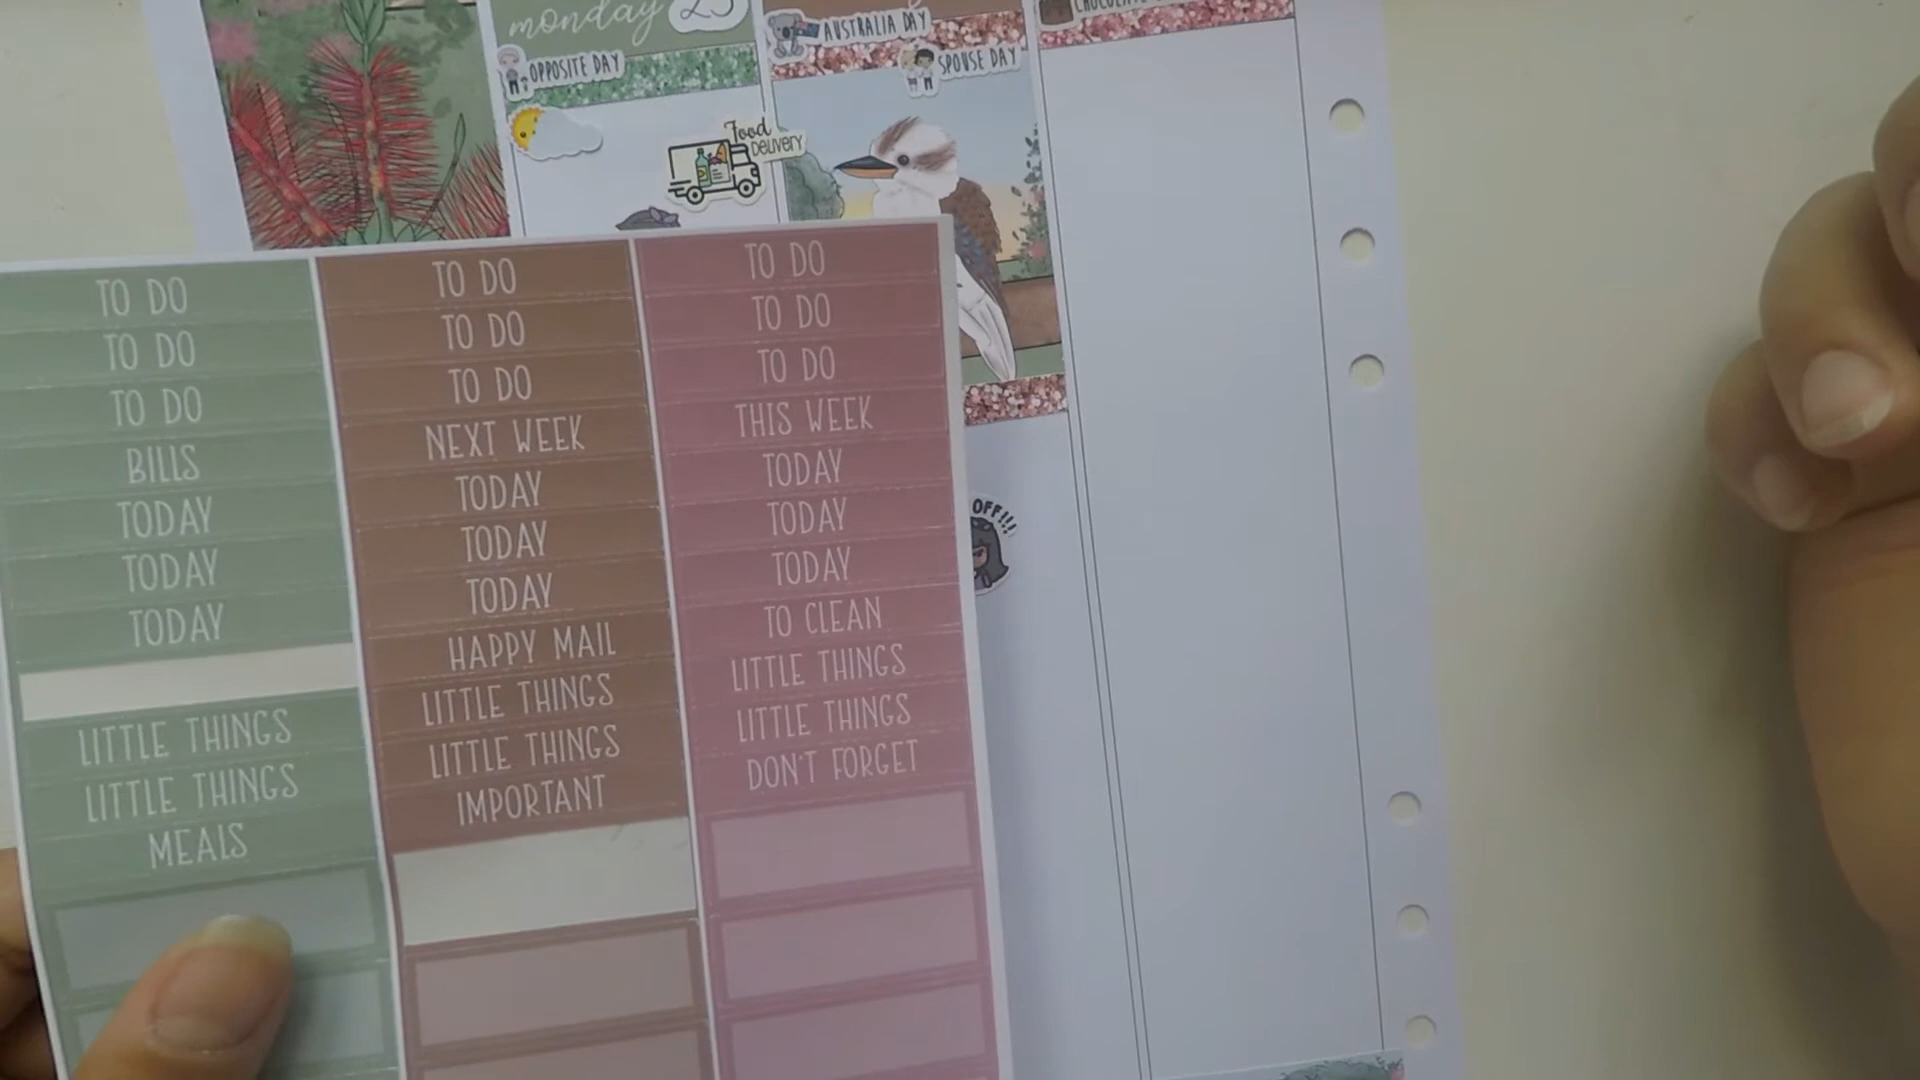 monday 25
AUSTRALIA DAY
OPPOSITE DAY
SPOUSE DAY
Food
DELIVERY
OFF!!!
TO DO
TO DO
TO DO
BILLS
TODAY
TODAY
TODAY
LITTLE THINGS
LITTLE THINGS
MEALS
TO DO
TO DO
TO DO
NEXT WEEK
TODAY
TODAY
TODAY
HAPPY MAIL
LITTLE THINGS
LITTLE THINGS
IMPORTANT
TO DO
TO DO
TO DO
THIS WEEK
TODAY
TODAY
TODAY
TO CLEAN
LITTLE THINGS
LITTLE THINGS
DON'T FORGET